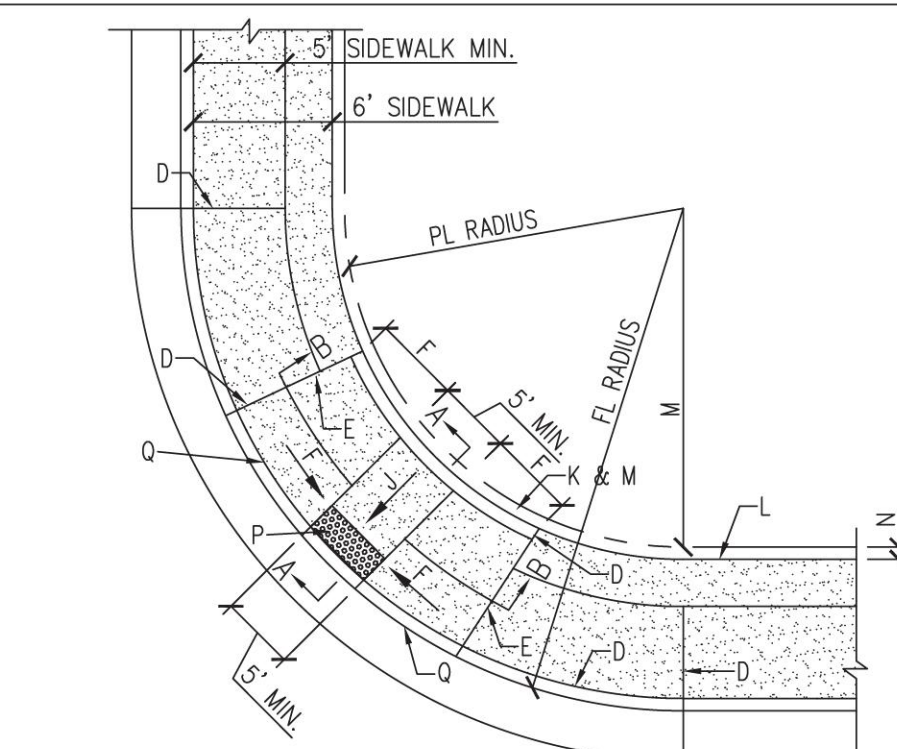 5' SIDEWALK MIN.
6' SIDEWALK
D
PL RADIUS
FL RADIUS
M
F
B
D
E
A
5' MIN.
F
K & M
Q
F
J
L
N
P
A
F
D
B
E
D
D
Q
5' MIN.